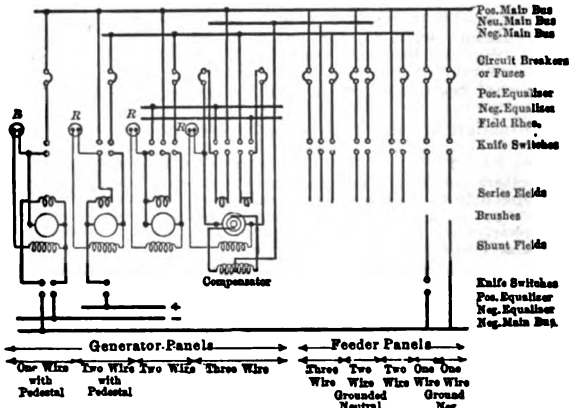 Pos. Main Bus
Neu. Main Bus
Neg. Main Bus
Circuit Breakers
or Fuses
Pos. Equalizer
Neg. Equalizer
Field Rheo.
Knife Switches
R
R
R
R
Series Fields
Brushes
Shunt Fields
Compensator
Knife Switches
Pos. Equalizer
Neg. Equalizer
Neg. Main Bus
+
−
Generator Panels
Feeder Panels
One Wire
with
Pedestal
Two Wire
with
Pedestal
Two Wire
Three Wire
Three
Wire
Two
Wire
Grounded
Neutral
Two
Wire
One
Wire
One
Wire
Ground
Neg.